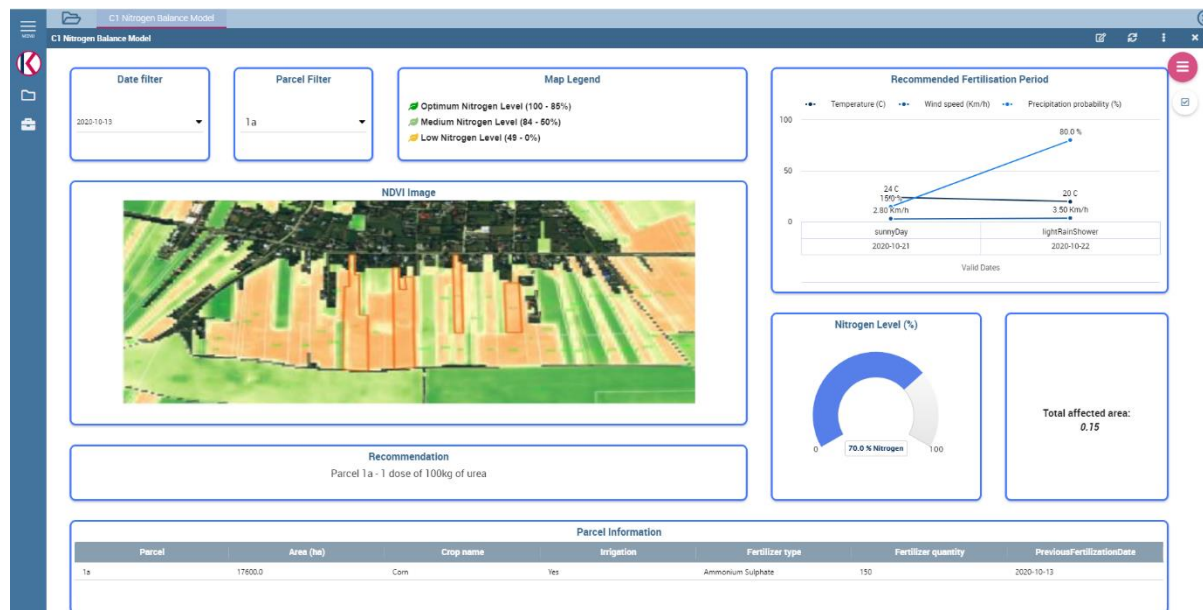 C1 Nitrogen Balance Model
MENU
C1 Nitrogen Balance Model
Date filter
2020-10-13
Parcel Filter
1a
Map Legend
Optimum Nitrogen Level (100 - 85%)
Medium Nitrogen Level (84 - 50%)
Low Nitrogen Level (49 - 0%)
Recommended Fertilisation Period
Temperature (C) Wind speed (Km/h) Precipitation probability (%)
100
50
0
80.0 %
24 C
15.0 %
2.80 Km/h
20 C
3.50 Km/h
sunnyDay lightRainShower
2020-10-21 2020-10-22
Valid Dates
NDVI Image
Nitrogen Level (%)
0 70.0 % Nitrogen 100
Total affected area:
0.15
Recommendation
Parcel 1a - 1 dose of 100kg of urea
Parcel Information
Parcel Area (ha) Crop name Irrigation Fertilizer type Fertilizer quantity PreviousFertilizationDate
1a 17600.0 Corn Yes Ammonium Sulphate 150 2020-10-13